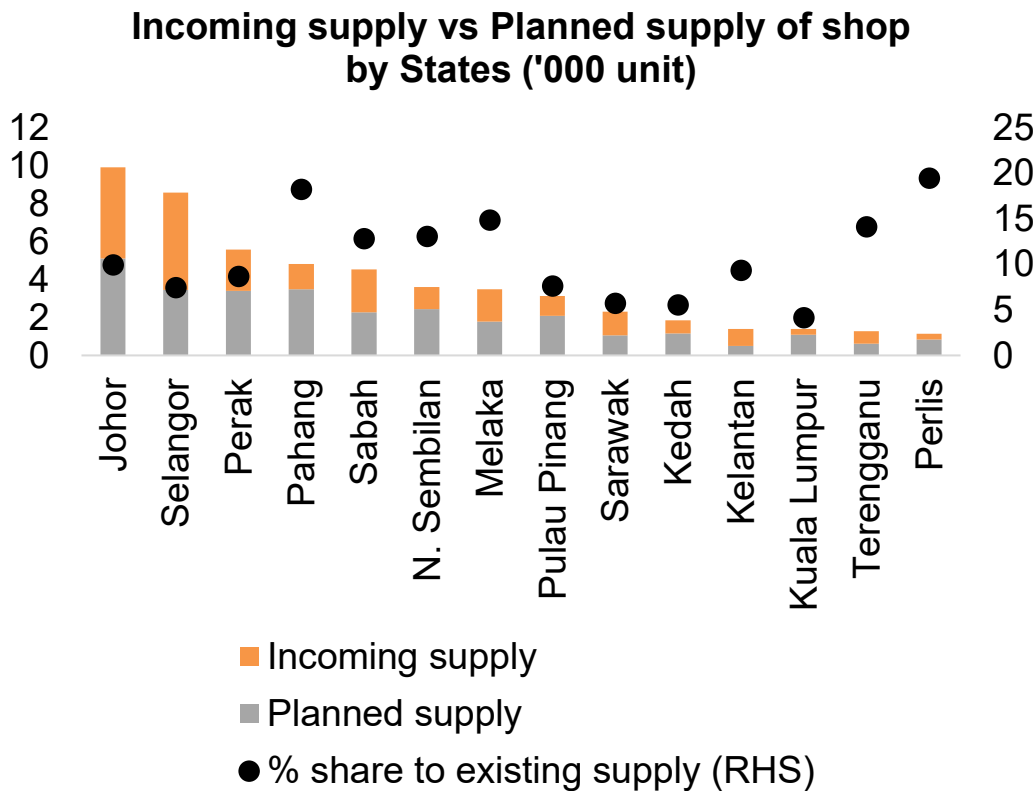 Incoming supply vs Planned supply of shop
by States ('000 unit)
12
10
8
6
4
2
0
25
20
15
10
5
0
Johor
Selangor
Perak
Pahang
Sabah
N. Sembilan
Melaka
Pulau Pinang
Sarawak
Kedah
Kelantan
Kuala Lumpur
Terengganu
Perlis
Incoming supply
Planned supply
% share to existing supply (RHS)